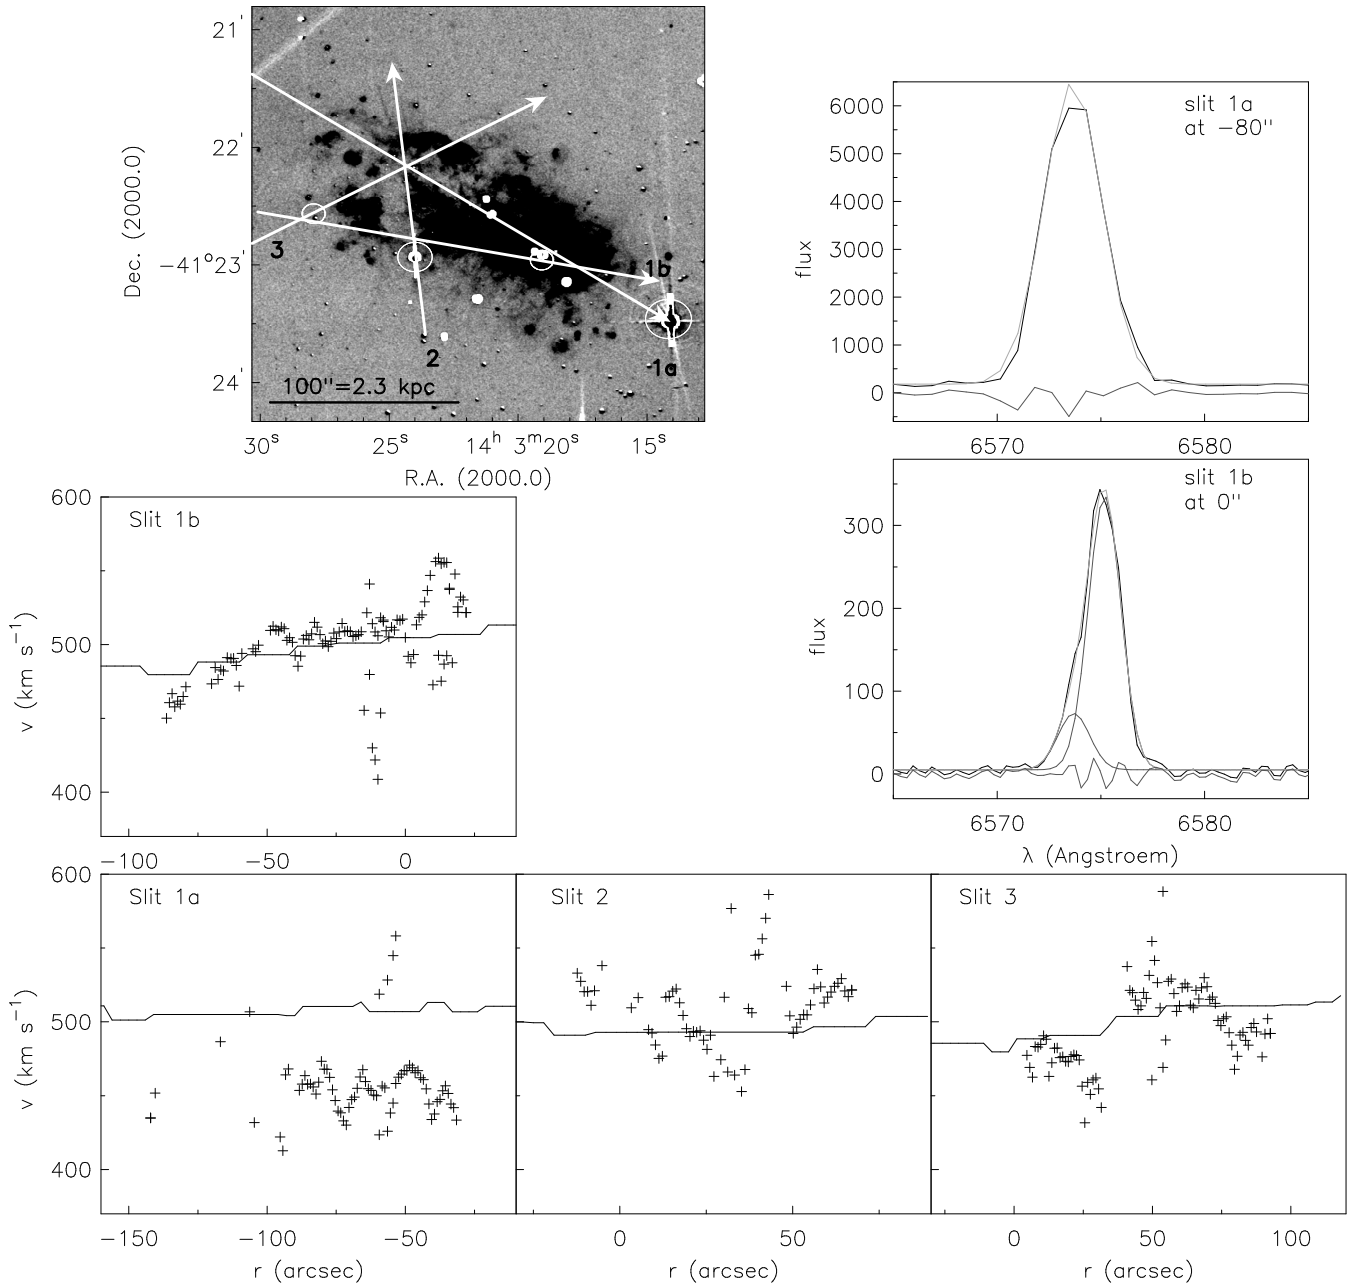 21'
22'
−41°23'
24'
Dec. (2000.0)
3
2
1b
1a
100"=2.3 kpc
30ˢ 25ˢ 14ʰ 3ᵐ20ˢ 15ˢ
R.A. (2000.0)
slit 1a
at −80"
6000
5000
4000
3000
2000
1000
0
flux
6570 6580
slit 1b
at 0"
300
200
100
0
flux
6570 6580
λ (Angstroem)
Slit 1b
600
500
400
v (km s⁻¹)
−100 −50 0
Slit 1a
600
500
400
v (km s⁻¹)
−150 −100 −50
r (arcsec)
Slit 2
0 50
r (arcsec)
Slit 3
0 50 100
r (arcsec)